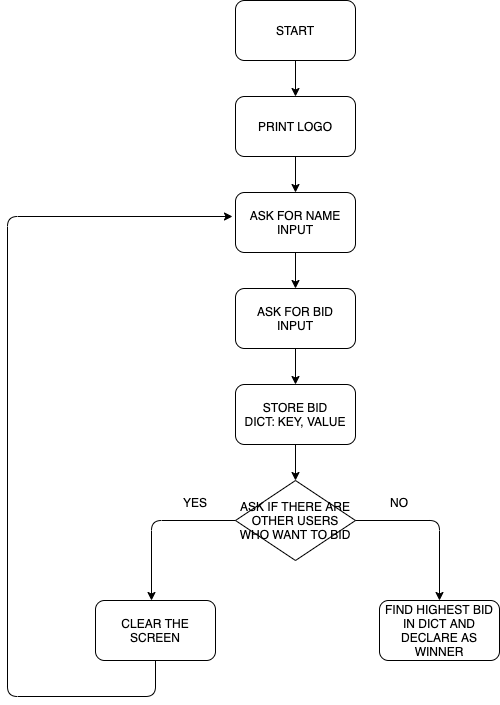 START
PRINT LOGO
ASK FOR NAME
INPUT
ASK FOR BID
INPUT
STORE BID
DICT: KEY, VALUE
YES
ASK IF THERE ARE
OTHER USERS
WHO WANT TO BID
NO
CLEAR THE
SCREEN
FIND HIGHEST BID
IN DICT AND
DECLARE AS
WINNER